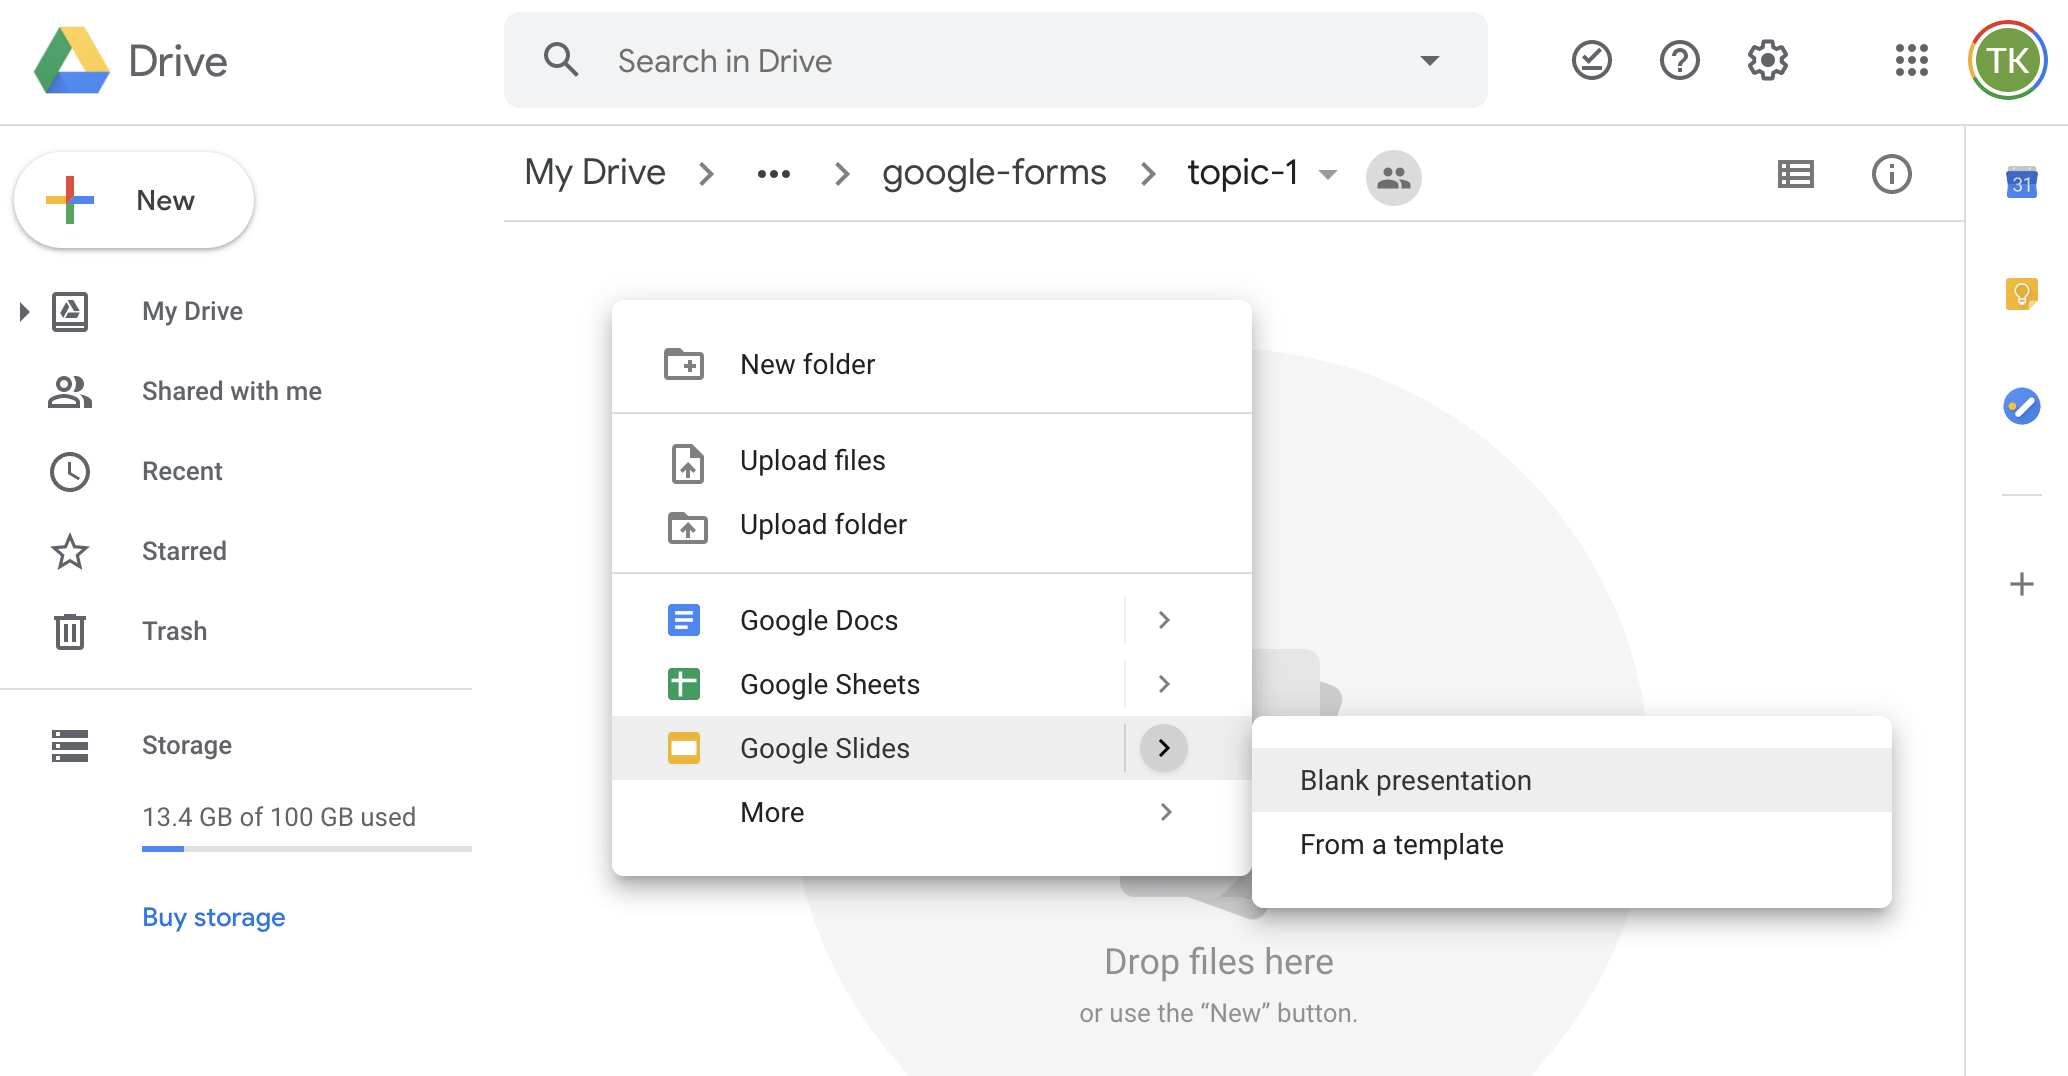 Drive
Search in Drive
TK
New
My Drive
google-forms
topic-1
31
My Drive
Shared with me
Recent
Starred
Trash
Storage
13.4 GB of 100 GB used
Buy storage
New folder
Upload files
Upload folder
Google Docs
Google Sheets
Google Slides
More
Blank presentation
From a template
Drop files here
or use the “New” button.